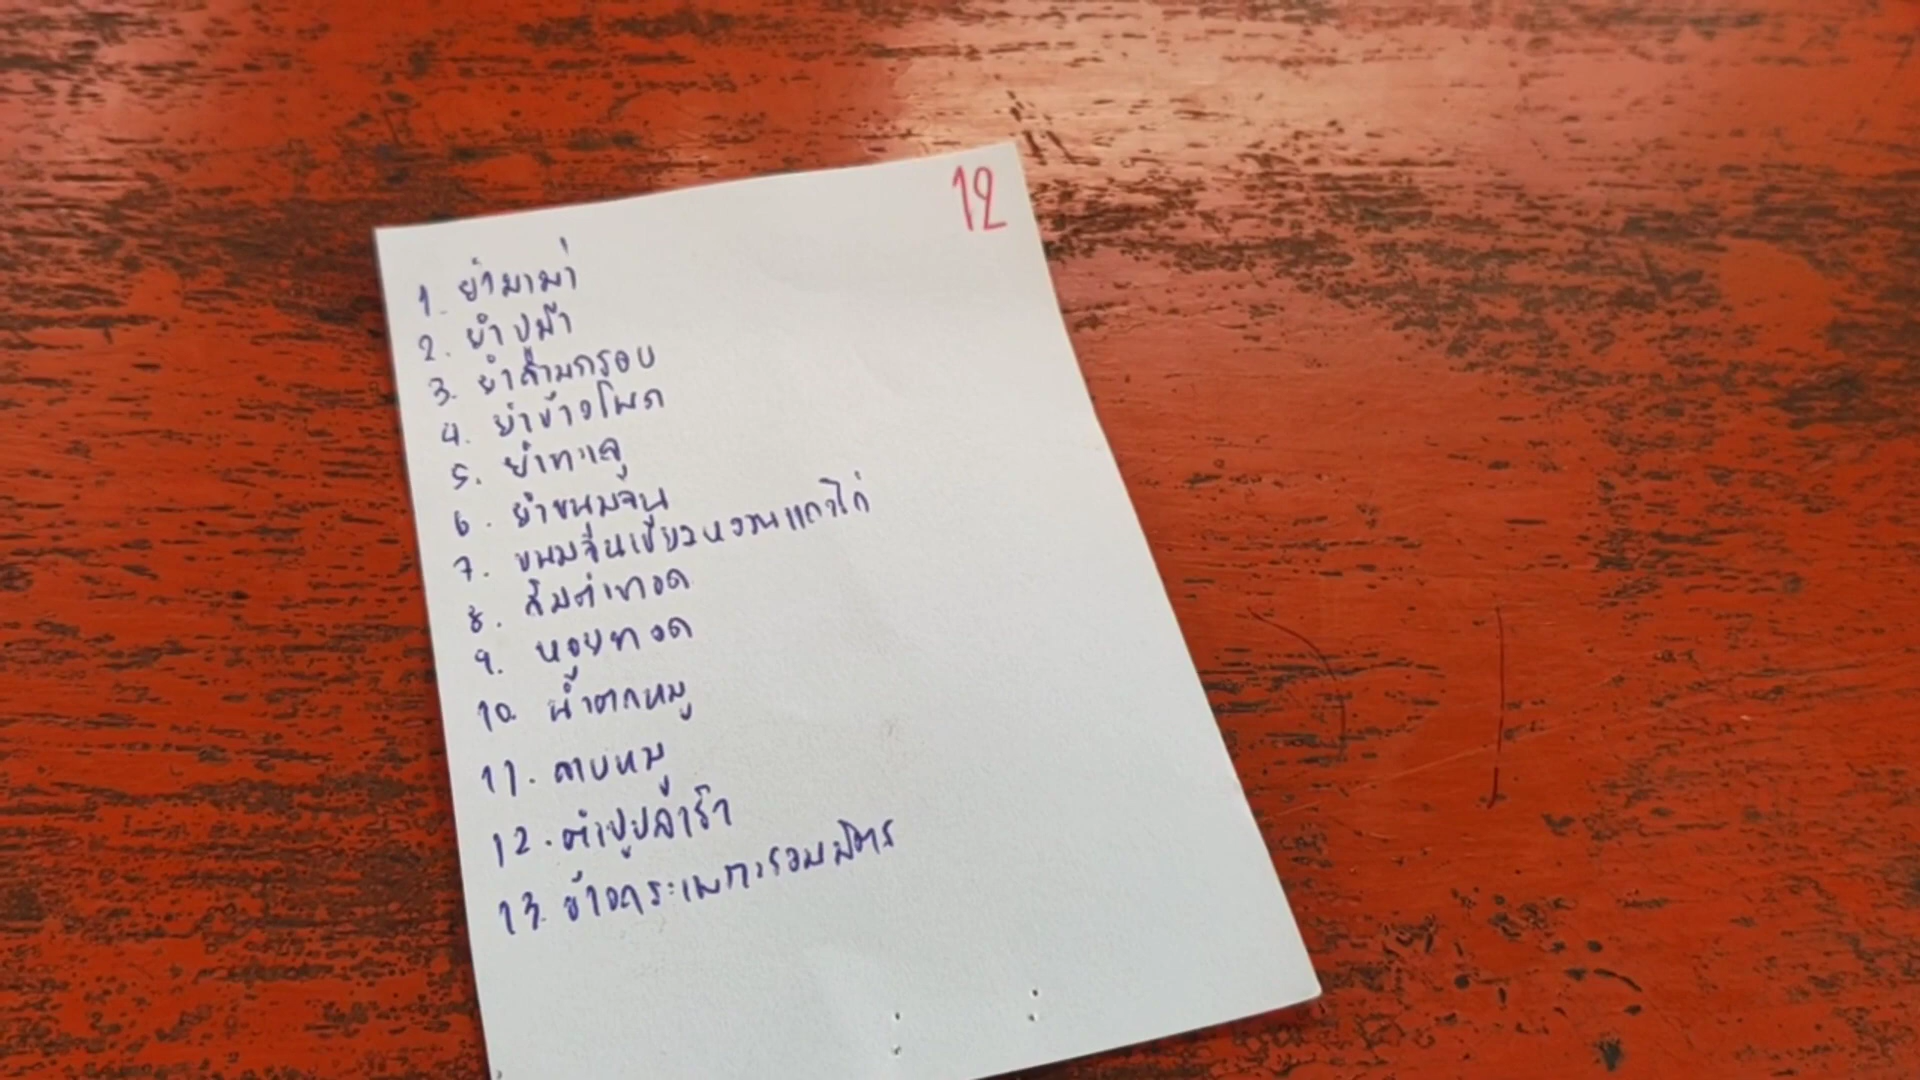 12
1. ยำมาม่า
2. ยำปูม้า
3. ยำสามกรอบ
4. ยำข้าวโพด
5. ยำทะเล
6. ยำขนมจีน
7. ขนมจีนเขียวหวานแกงไก่
8. ส้มตำทอด
9. หอยทอด
10. น้ำตกหมู
11. ลาบหมู
12. ตำปูปลาร้า
13. ข้าวกระเพรารวมมิตร